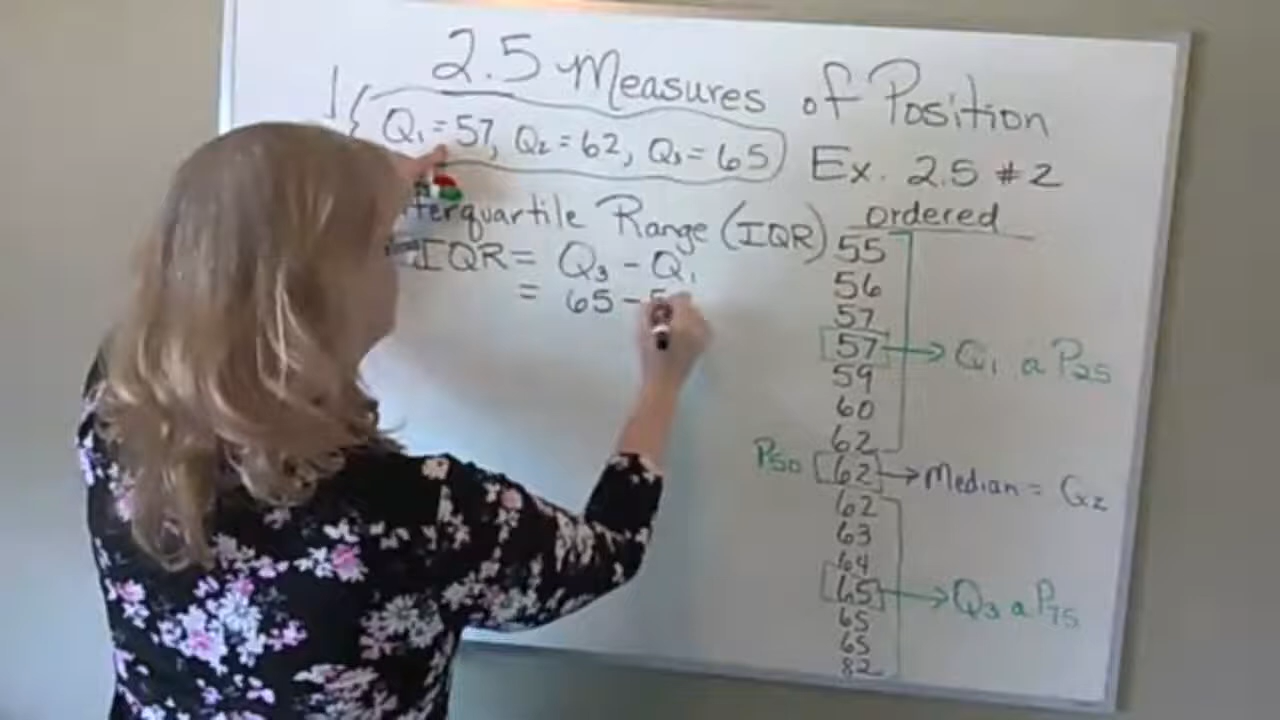 2.5 Measures of Position
Q₁ = 57, Q₂ = 62, Q₃ = 65
Ex. 2.5 #2
Range (IQR)
IQR = Q₃ - Q₁
= 65 -
ordered
55
56
57
57 → Q₁ a P₂₅
59
60
62
P₅₀ 62 → Median = Q₂
62
63
64
65 → Q₃ a P₇₅
65
65
82